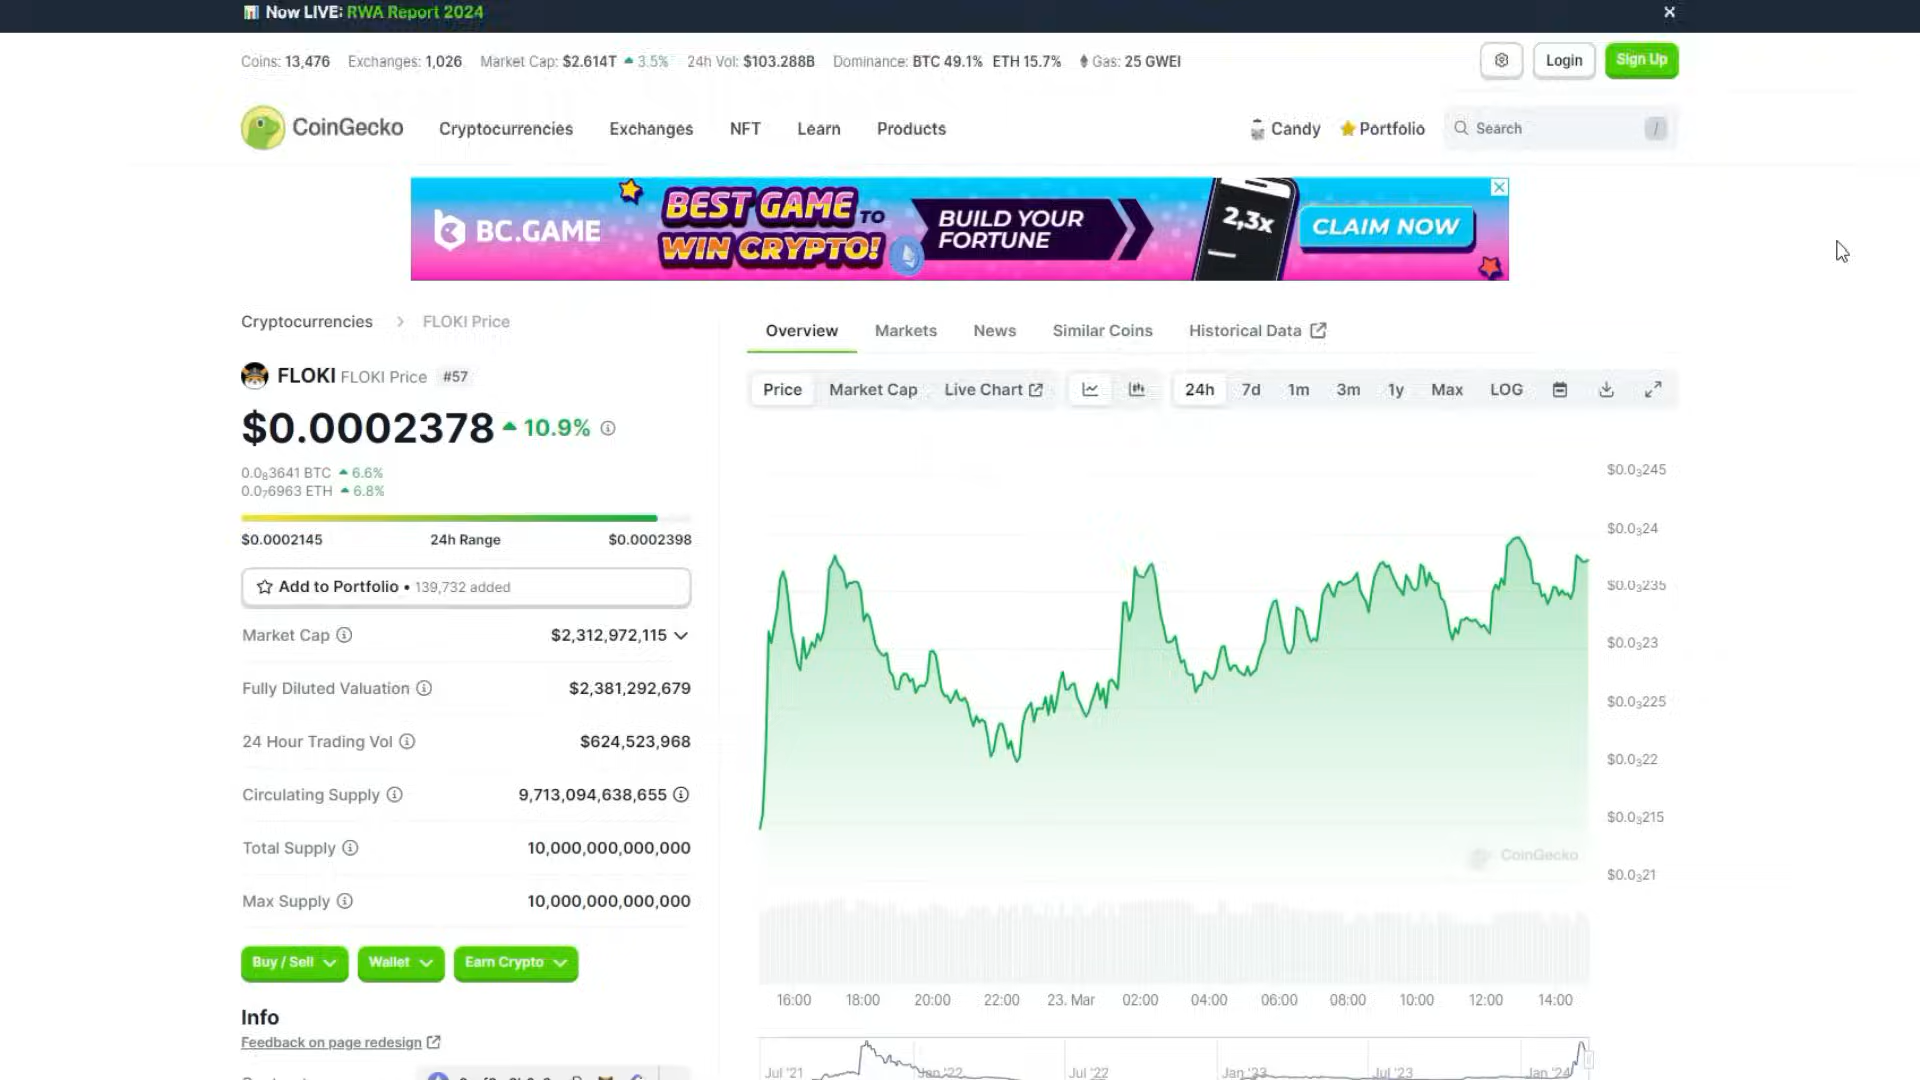 Now LIVE: RWA Report 2024
Coins: 13,476 Exchanges: 1,026 Market Cap: $2.614T 3.5% 24h Vol: $103.288B Dominance: BTC 49.1% ETH 15.7% Gas: 25 GWEI
Login
Sign Up
CoinGecko
Cryptocurrencies Exchanges NFT Learn Products
Candy Portfolio Search /
BC.GAME
BEST GAME TO
WIN CRYPTO!
BUILD YOUR
FORTUNE
2,3x
CLAIM NOW
Cryptocurrencies > FLOKI Price
FLOKI FLOKI Price #57
$0.0002378 10.9%
0.0₈3641 BTC 6.6%
0.0₇6963 ETH 6.8%
$0.0002145 24h Range $0.0002398
Add to Portfolio • 139,732 added
Market Cap $2,312,972,115
Fully Diluted Valuation $2,381,292,679
24 Hour Trading Vol $624,523,968
Circulating Supply 9,713,094,638,655
Total Supply 10,000,000,000,000
Max Supply 10,000,000,000,000
Buy / Sell Wallet Earn Crypto
Info
Feedback on page redesign
Overview Markets News Similar Coins Historical Data
Price Market Cap Live Chart 24h 7d 1m 3m 1y Max LOG
$0.0₃245
$0.0₃24
$0.0₃235
$0.0₃23
$0.0₃225
$0.0₃22
$0.0₃215
$0.0₃21
CoinGecko
16:00 18:00 20:00 22:00 23. Mar 02:00 04:00 06:00 08:00 10:00 12:00 14:00
Jul '21 Jan '22 Jul '22 Jan '23 Jul '23 Jan '24